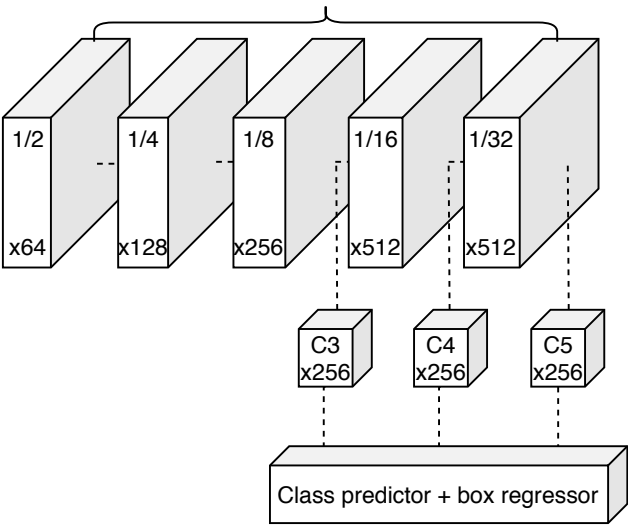 1/2
1/4
1/8
1/16
1/32
x64
x128
x256
x512
x512
C3
x256
C4
x256
C5
x256
Class predictor + box regressor